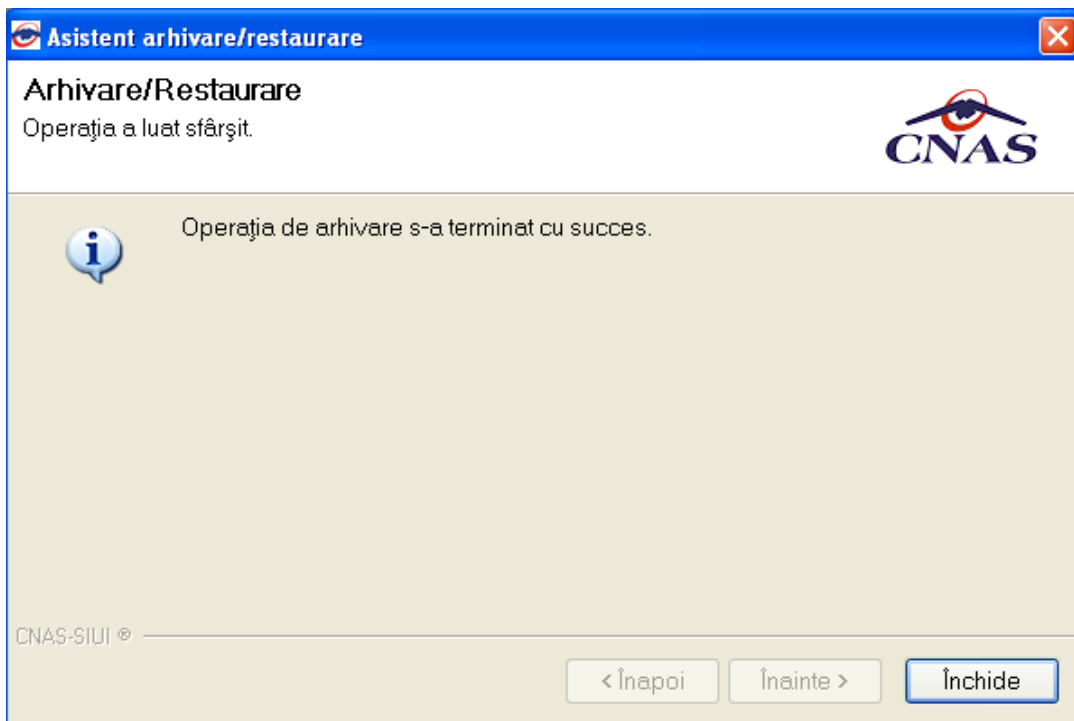 Asistent arhivare/restaurare
Arhivare/Restaurare
Operaţia a luat sfârşit.
CNAS
Operaţia de arhivare s-a terminat cu succes.
CNAS-SIUI ®
< Înapoi
Înainte >
Închide